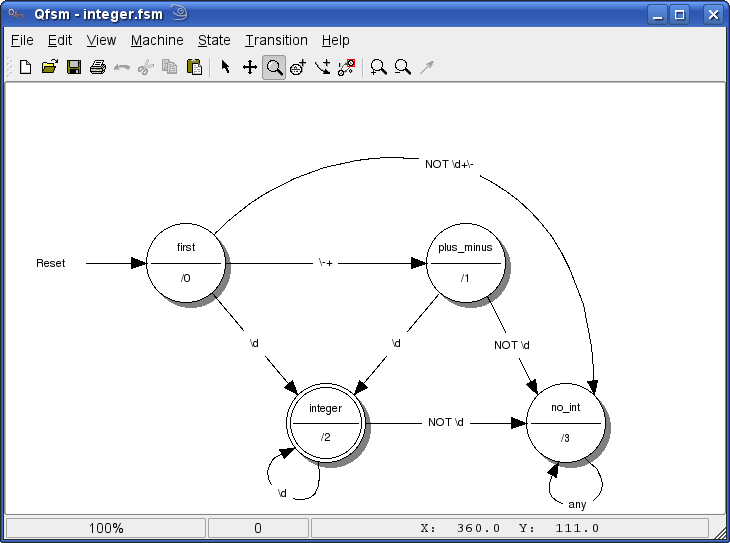 Qfsm - integer.fsm
File Edit View Machine State Transition Help
NOT \d+\-
first
plus_minus
Reset
\-+
/0
/1
\d
\d
NOT \d
integer
no_int
NOT \d
/2
/3
\d
any
100%
0
X: 360.0 Y: 111.0